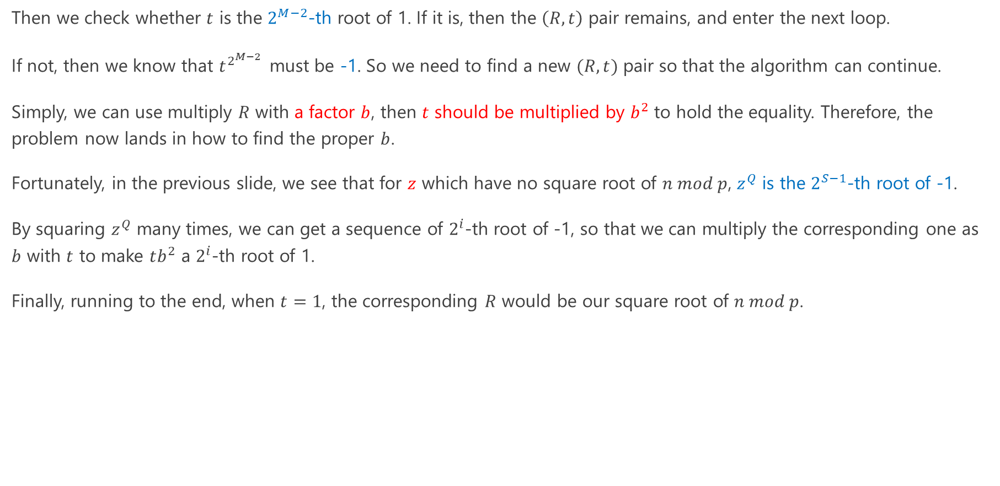 Then we check whether t is the 2^{M−2}-th root of 1. If it is, then the (R, t) pair remains, and enter the next loop.
If not, then we know that t^{2^{M−2}} must be -1. So we need to find a new (R, t) pair so that the algorithm can continue.
Simply, we can use multiply R with a factor b, then t should be multiplied by b² to hold the equality. Therefore, the
problem now lands in how to find the proper b.
Fortunately, in the previous slide, we see that for z which have no square root of n mod p, z^Q is the 2^{S−1}-th root of -1.
By squaring z^Q many times, we can get a sequence of 2^i-th root of -1, so that we can multiply the corresponding one as
b with t to make tb² a 2^i-th root of 1.
Finally, running to the end, when t = 1, the corresponding R would be our square root of n mod p.